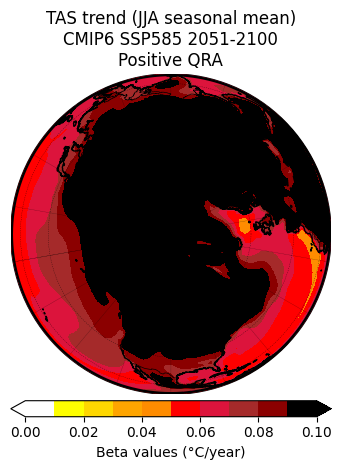 TAS trend (JJA seasonal mean)
CMIP6 SSP585 2051-2100
Positive QRA
0.00 0.02 0.04 0.06 0.08 0.10
Beta values (°C/year)